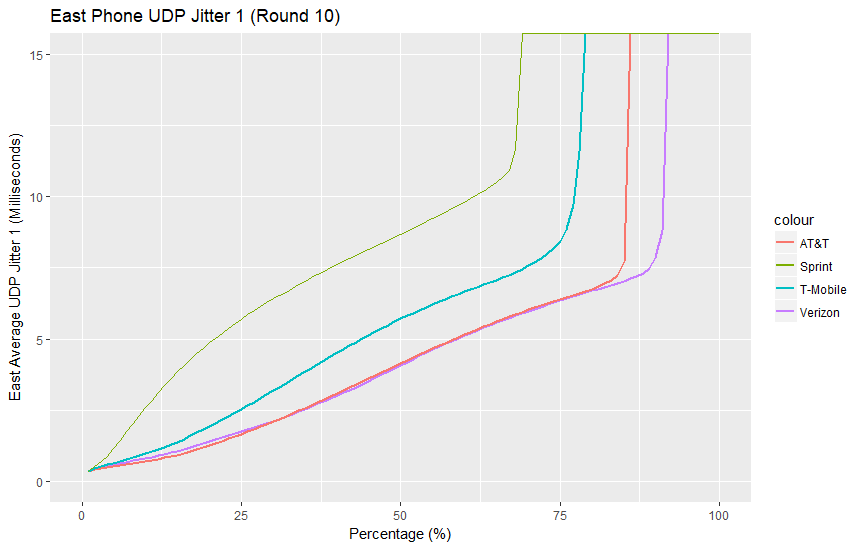 East Phone UDP Jitter 1 (Round 10)
East Average UDP Jitter 1 (Milliseconds)
15
10
5
0
0 25 50 75 100
Percentage (%)
colour
AT&T
Sprint
T-Mobile
Verizon